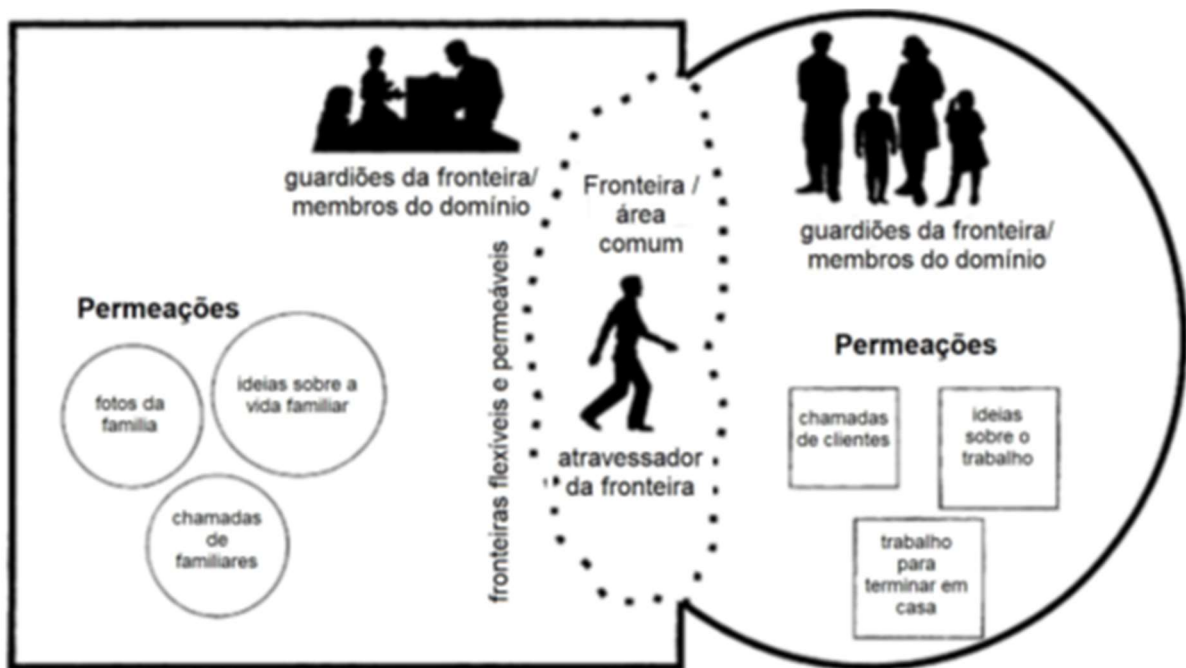 guardiões da fronteira/
membros do domínio
Permeações
fotos da
familia
ideias sobre a
vida familiar
chamadas
de
familiares
fronteiras flexíveis e permeáveis
Fronteira /
área
comum
atravessador
da fronteira
guardiões da fronteira/
membros do domínio
Permeações
chamadas
de clientes
ideias
sobre o
trabalho
trabalho
para
terminar em
casa